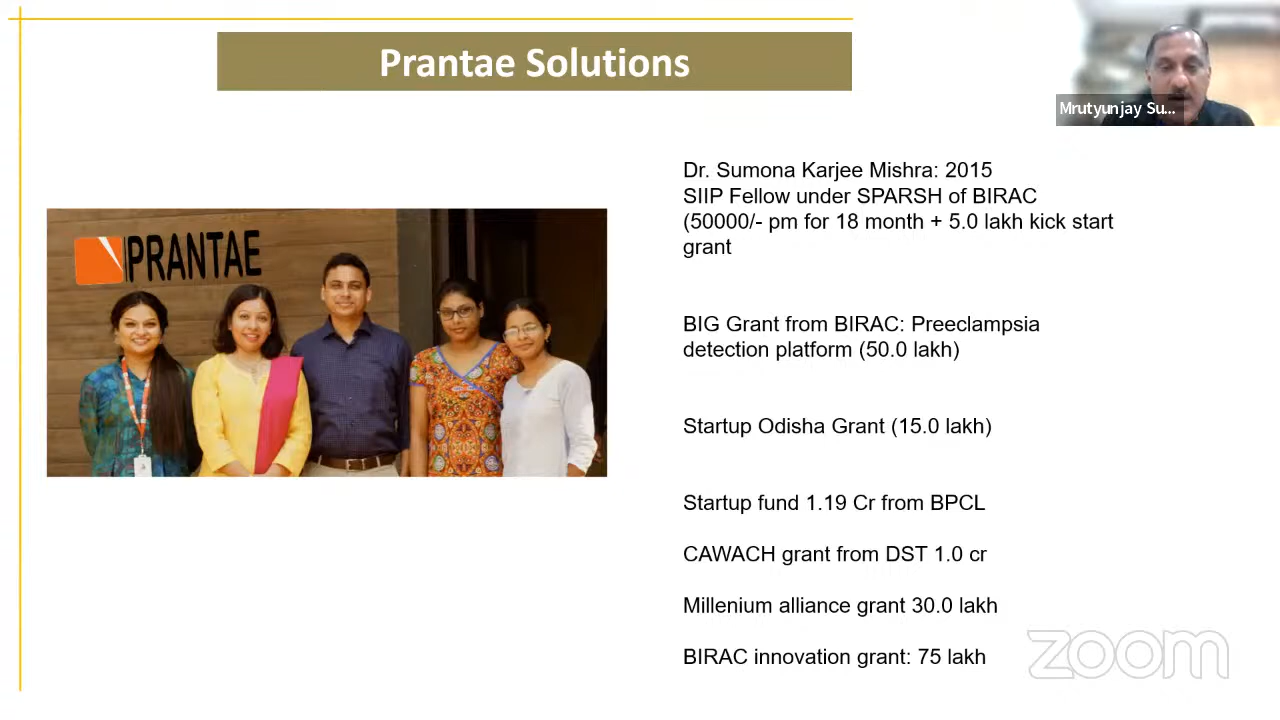 Prantae Solutions
Mrutyunjay Su...
Dr. Sumona Karjee Mishra: 2015
SIIP Fellow under SPARSH of BIRAC
(50000/- pm for 18 month + 5.0 lakh kick start
grant
PRANTAE
BIG Grant from BIRAC: Preeclampsia
detection platform (50.0 lakh)
Startup Odisha Grant (15.0 lakh)
Startup fund 1.19 Cr from BPCL
CAWACH grant from DST 1.0 cr
Millenium alliance grant 30.0 lakh
BIRAC innovation grant: 75 lakh
zoom